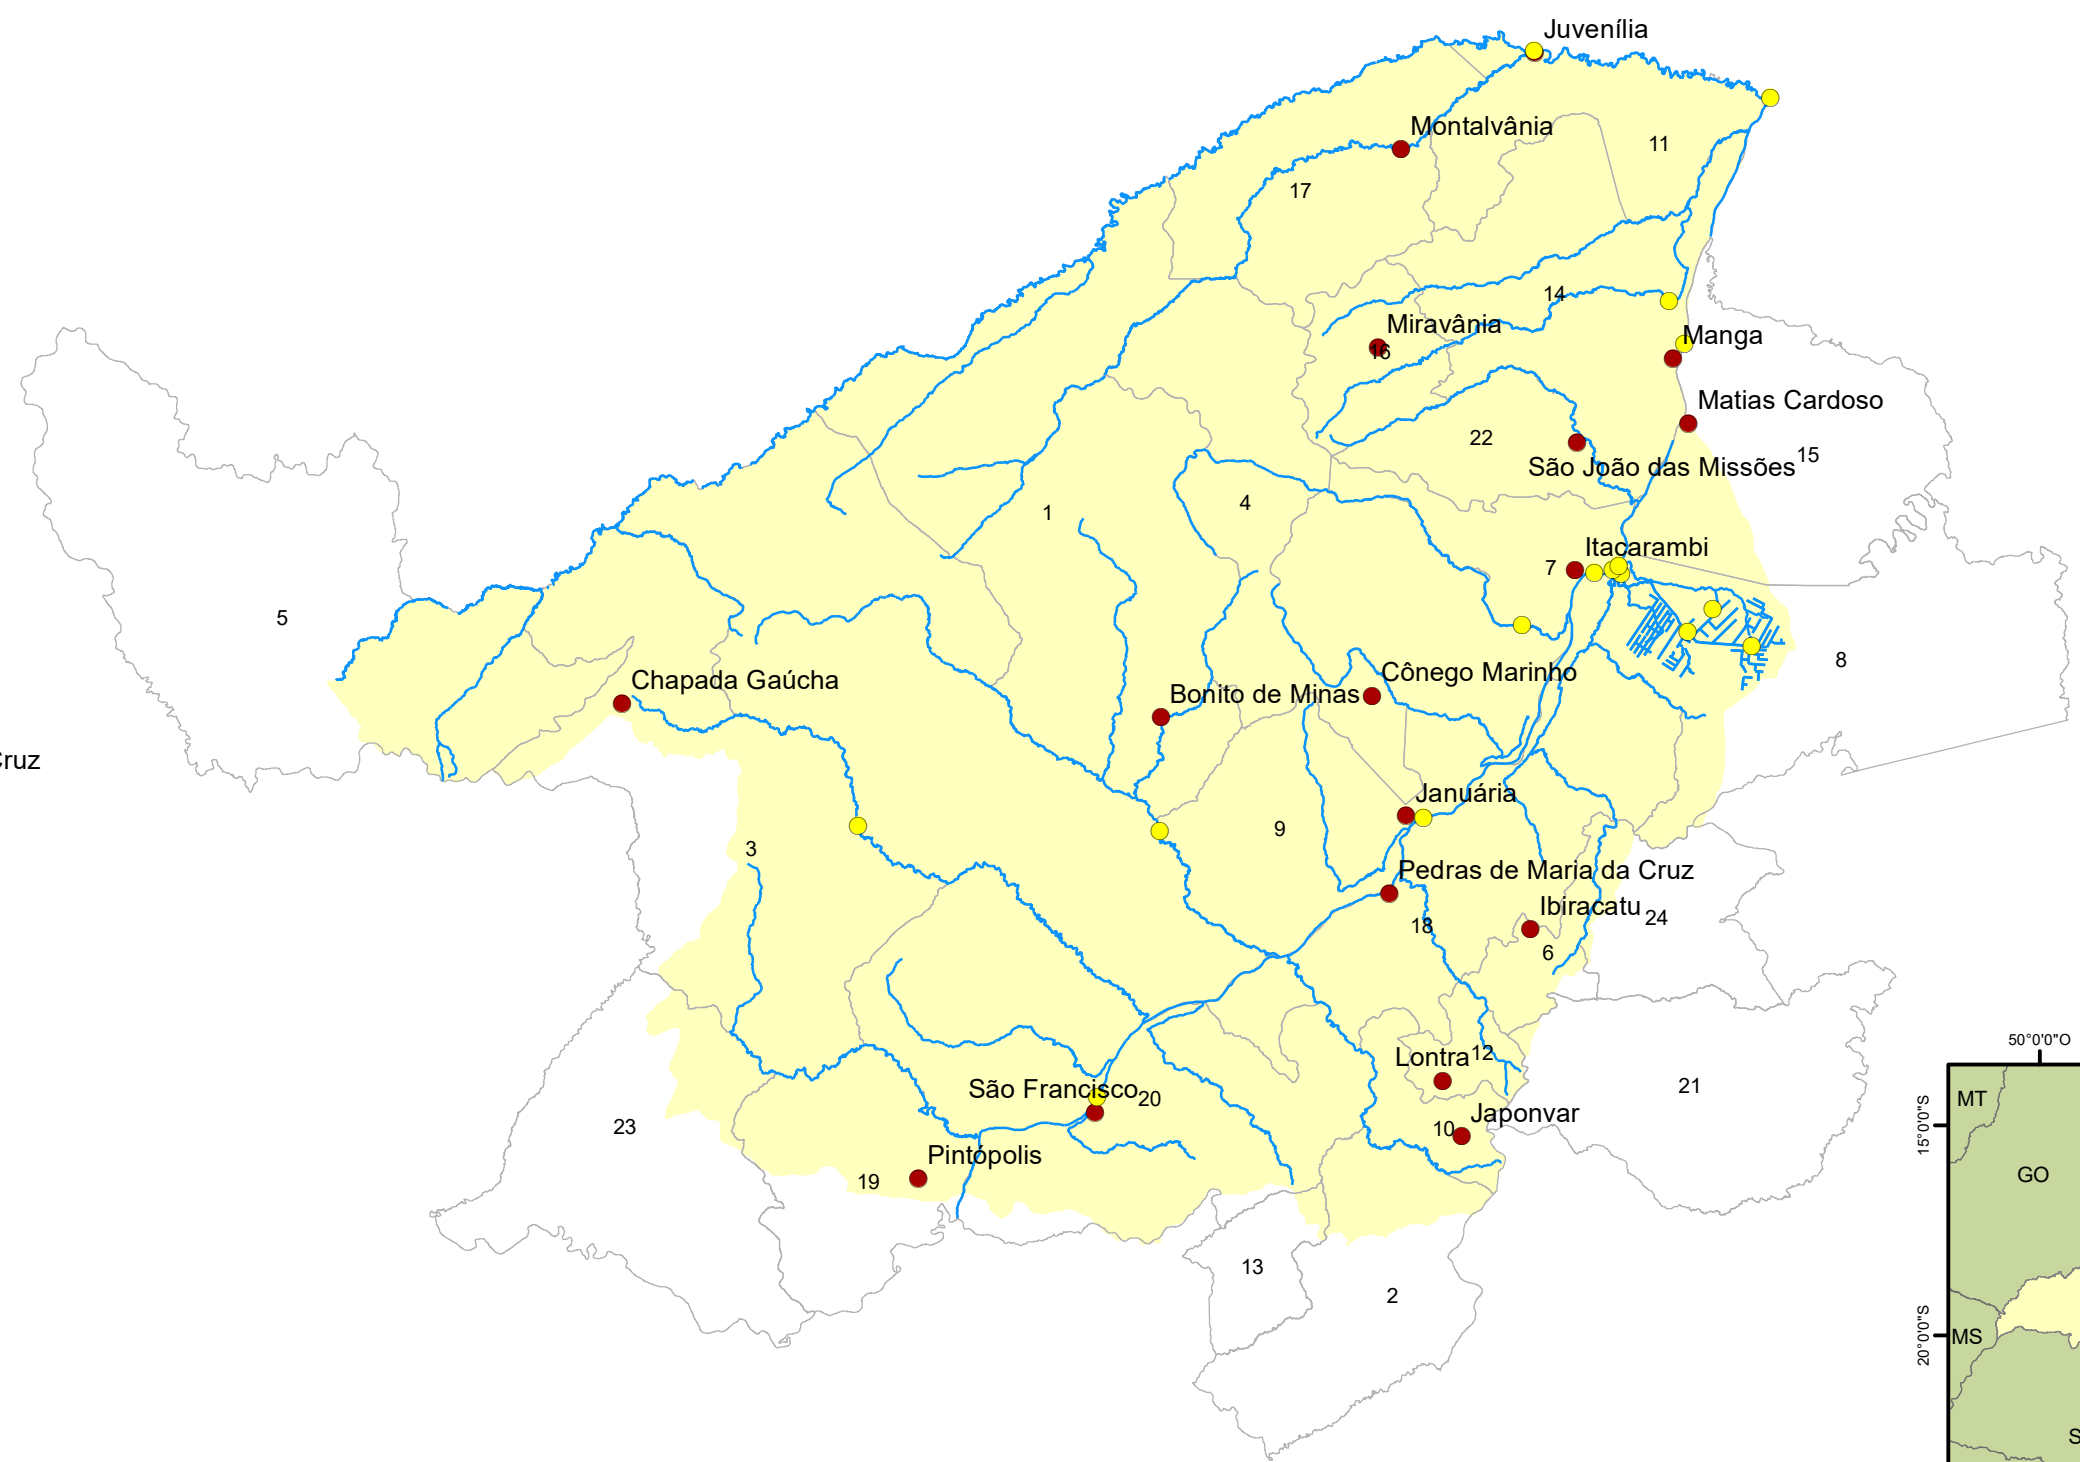 Juvenília
Montalvânia
11
17
14
Miravânia
16
Manga
Matias Cardoso
22
15
São João das Missões
1
4
Itacarambi
7
5
8
Chapada Gaúcha
Cônego Marinho
Bonito de Minas
ruz
Januária
9
3
Pedras de Maria da Cruz
Ibiracatu
24
18
6
50°0'0"O
Lontra
12
São Francisco
20
21
MT
Japonvar
10
23
15°0'0"S
Pintópolis
19
GO
13
2
20°0'0"S
MS
S